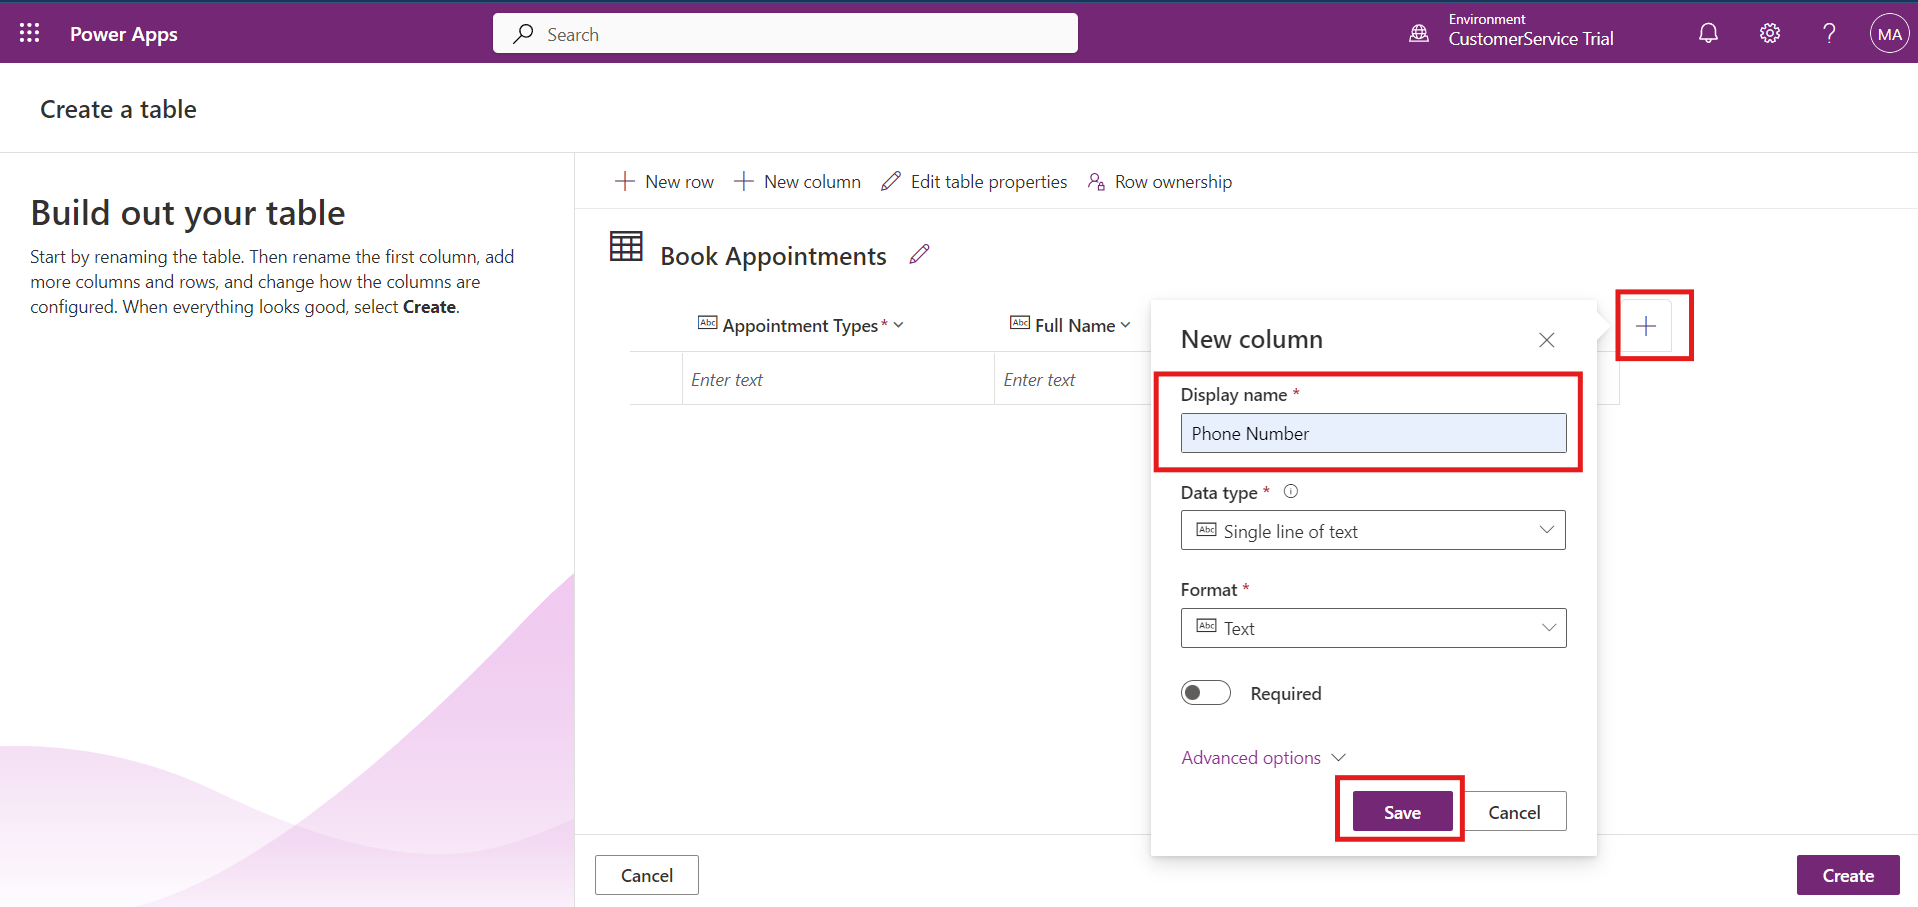 Power Apps
Search
Environment
CustomerService Trial
?
MA
Create a table
Build out your table
Start by renaming the table. Then rename the first column, add
more columns and rows, and change how the columns are
configured. When everything looks good, select Create.
New row
New column
Edit table properties
Row ownership
Book Appointments
Abc Appointment Types*
Abc Full Name
Enter text
Enter text
New column
Display name *
Phone Number
Data type *
Abc Single line of text
Format *
Abc Text
Required
Advanced options
Save
Cancel
Cancel
Create